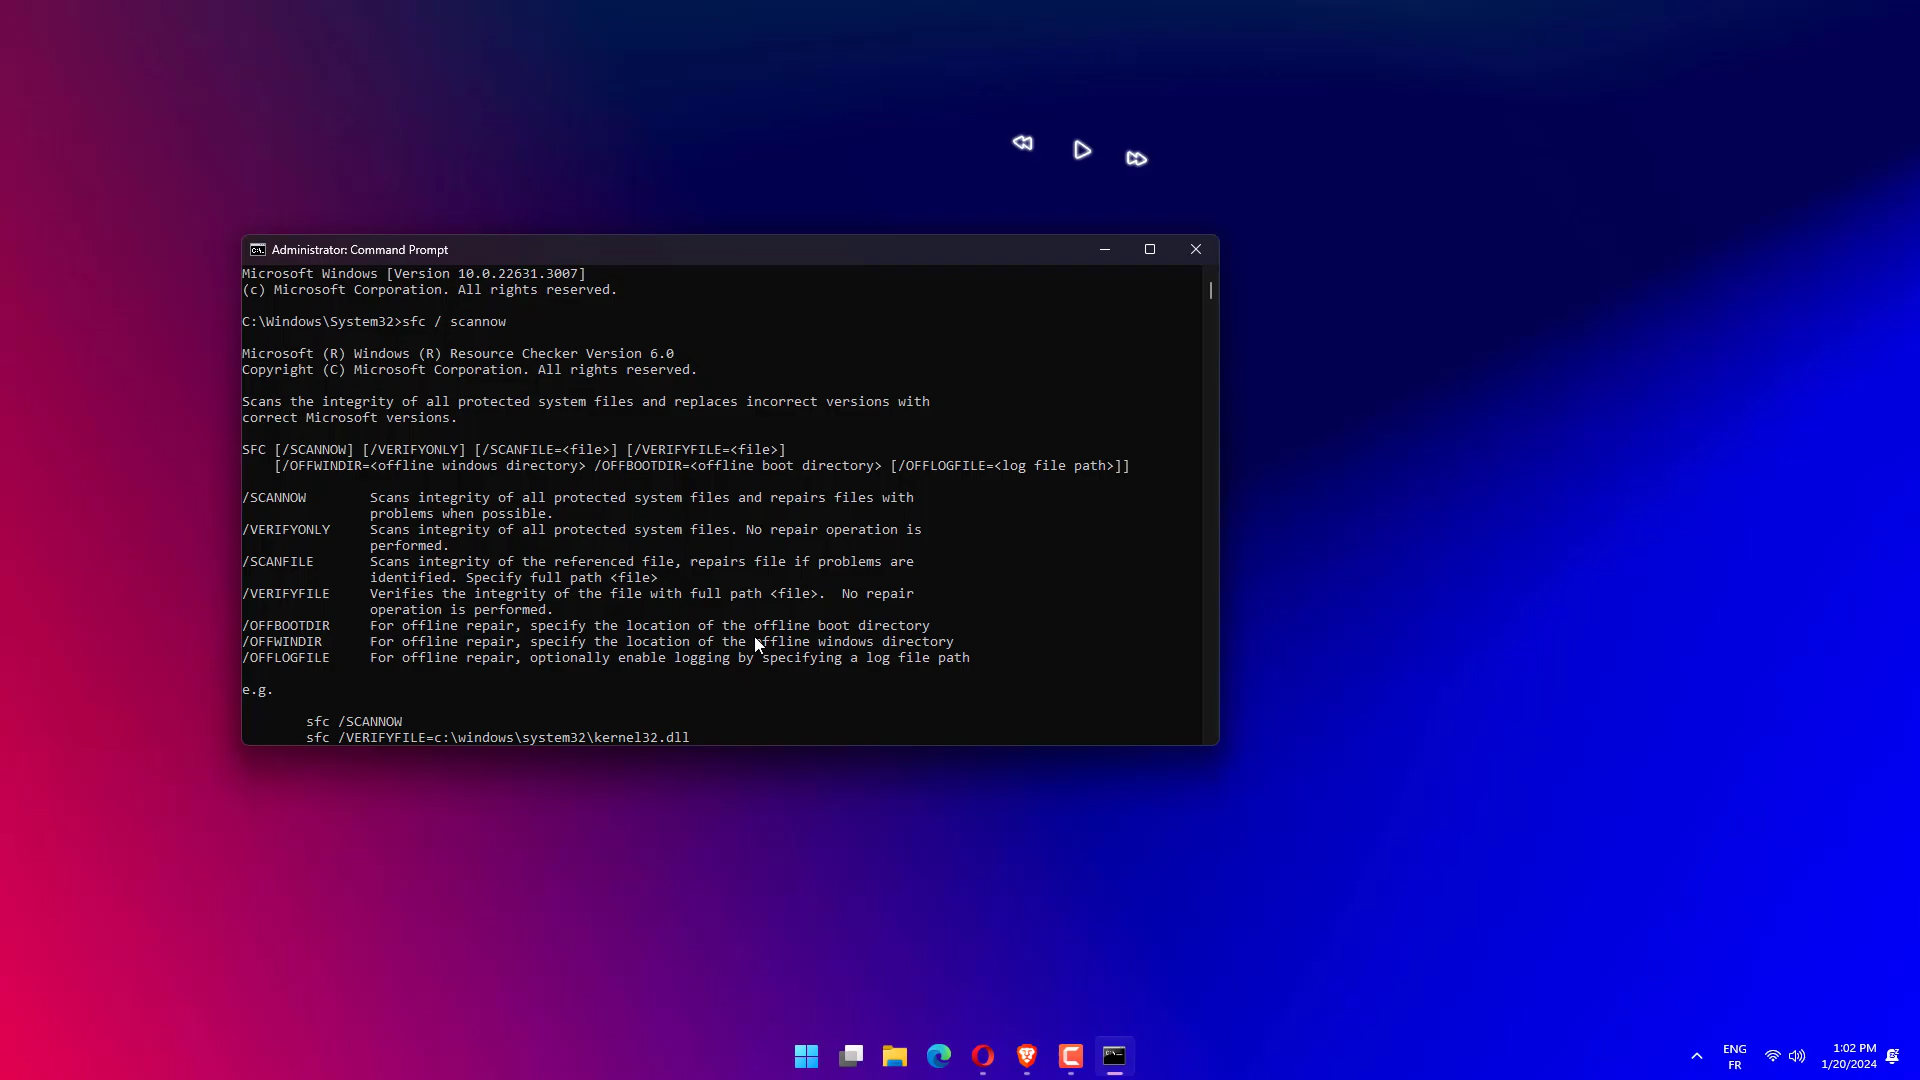 Administrator: Command Prompt
Microsoft Windows [Version 10.0.22631.3007]
(c) Microsoft Corporation. All rights reserved.
C:\Windows\System32>sfc / scannow
Microsoft (R) Windows (R) Resource Checker Version 6.0
Copyright (C) Microsoft Corporation. All rights reserved.
Scans the integrity of all protected system files and replaces incorrect versions with
correct Microsoft versions.
SFC [/SCANNOW] [/VERIFYONLY] [/SCANFILE=<file>] [/VERIFYFILE=<file>]
[/OFFWINDIR=<offline windows directory> /OFFBOOTDIR=<offline boot directory> [/OFFLOGFILE=<log file path>]]
/SCANNOW Scans integrity of all protected system files and repairs files with
problems when possible.
/VERIFYONLY Scans integrity of all protected system files. No repair operation is
performed.
/SCANFILE Scans integrity of the referenced file, repairs file if problems are
identified. Specify full path <file>
/VERIFYFILE Verifies the integrity of the file with full path <file>. No repair
operation is performed.
/OFFBOOTDIR For offline repair, specify the location of the offline boot directory
/OFFWINDIR For offline repair, specify the location of the offline windows directory
/OFFLOGFILE For offline repair, optionally enable logging by specifying a log file path
e.g.
sfc /SCANNOW
sfc /VERIFYFILE=c:\windows\system32\kernel32.dll
ENG
FR
1:02 PM
1/20/2024